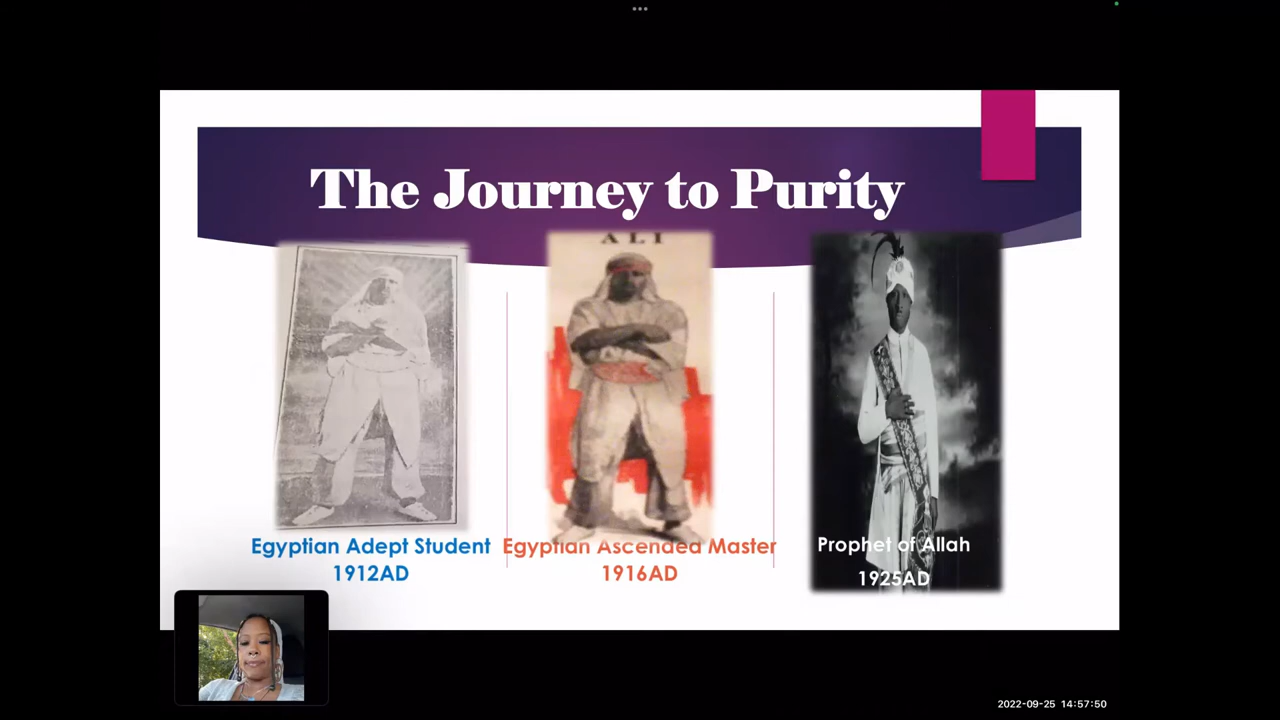 The Journey to Purity
ALI
Egyptian Adept Student
1912AD
Egyptian Ascended Master
1916AD
Prophet of Allah
1925AD
2022-09-25 14:57:50